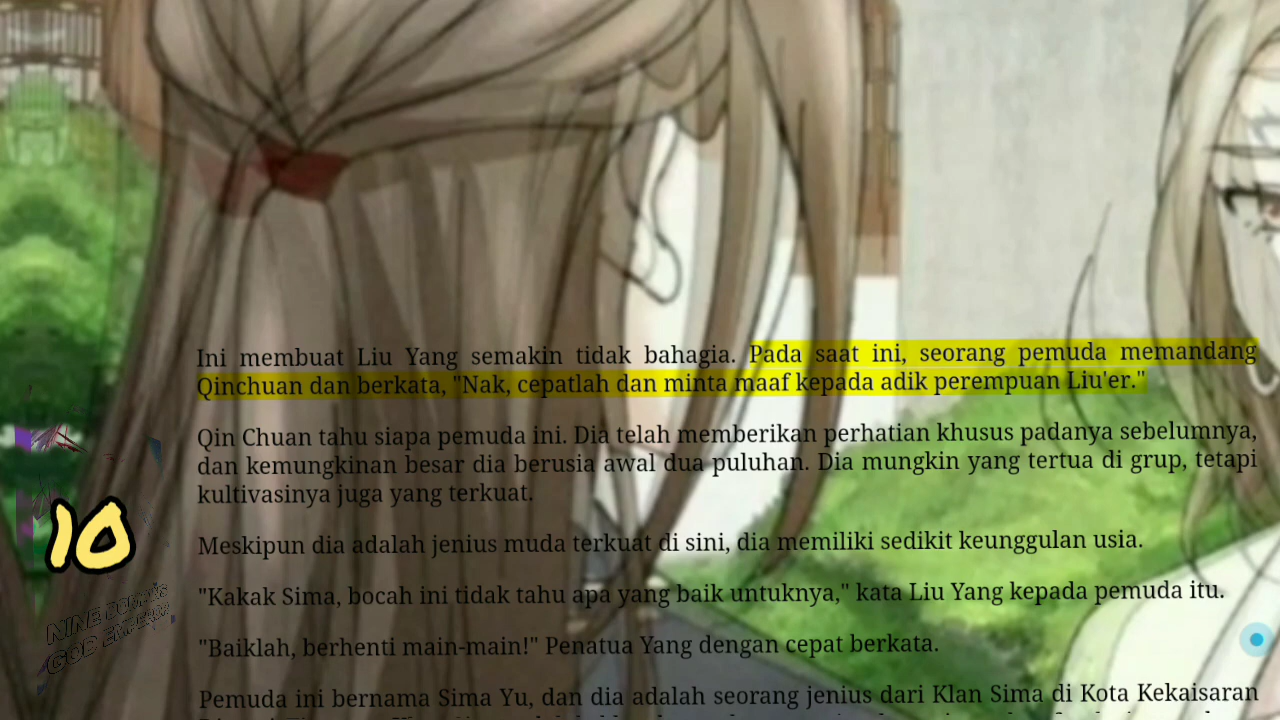 Ini membuat Liu Yang semakin tidak bahagia. Pada saat ini, seorang pemuda memandang
Qinchuan dan berkata, "Nak, cepatlah dan minta maaf kepada adik perempuan Liu'er."
Qin Chuan tahu siapa pemuda ini. Dia telah memberikan perhatian khusus padanya sebelumnya,
dan kemungkinan besar dia berusia awal dua puluhan. Dia mungkin yang tertua di grup, tetapi
kultivasinya juga yang terkuat.
Meskipun dia adalah jenius muda terkuat di sini, dia memiliki sedikit keunggulan usia.
"Kakak Sima, bocah ini tidak tahu apa yang baik untuknya," kata Liu Yang kepada pemuda itu.
"Baiklah, berhenti main-main!" Penatua Yang dengan cepat berkata.
Pemuda ini bernama Sima Yu, dan dia adalah seorang jenius dari Klan Sima di Kota Kekaisaran
10
NINE
GOD EMPEROR